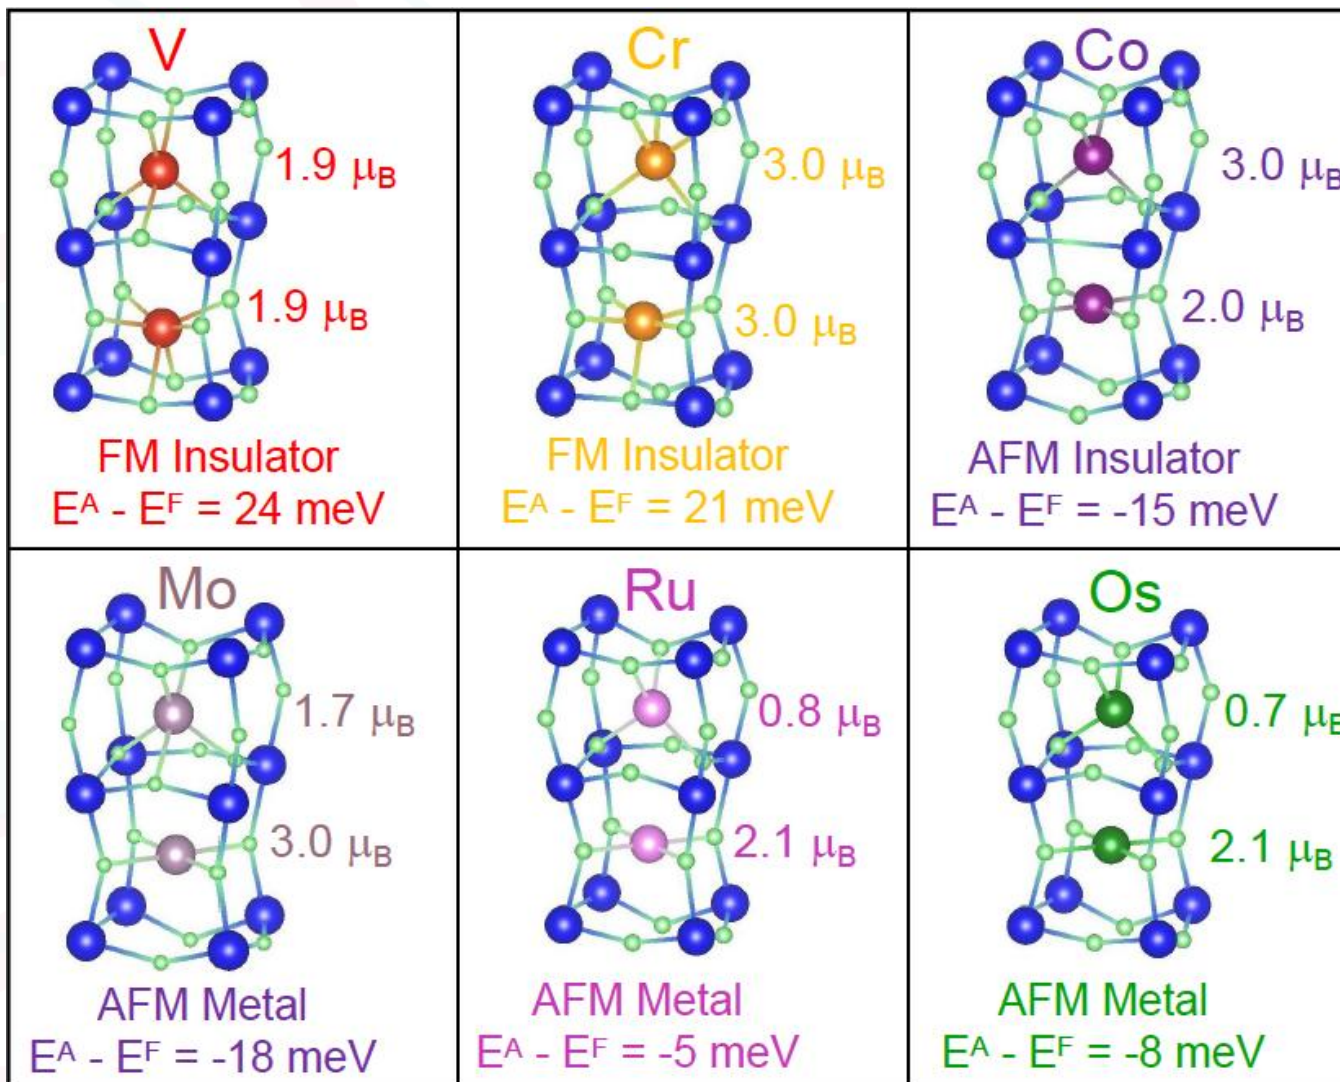 V
1.9 μB
1.9 μB
FM Insulator
Eᴬ - Eꟳ = 24 meV
Cr
3.0 μB
3.0 μB
FM Insulator
Eᴬ - Eꟳ = 21 meV
Co
3.0 μB
2.0 μB
AFM Insulator
Eᴬ - Eꟳ = -15 meV
Mo
1.7 μB
3.0 μB
AFM Metal
Eᴬ - Eꟳ = -18 meV
Ru
0.8 μB
2.1 μB
AFM Metal
Eᴬ - Eꟳ = -5 meV
Os
0.7 μB
2.1 μB
AFM Metal
Eᴬ - Eꟳ = -8 meV